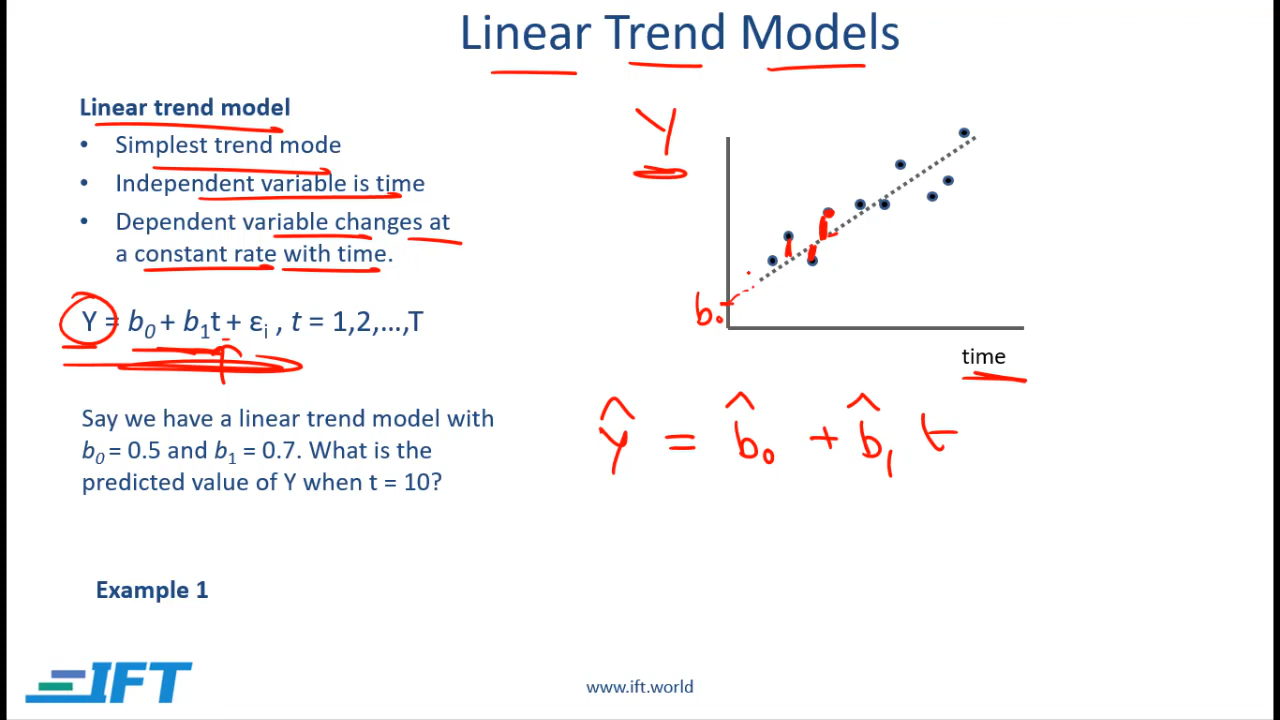 Linear Trend Models
Linear trend model
• Simplest trend mode
• Independent variable is time
• Dependent variable changes at
a constant rate with time.
Y = b₀ + b₁t + εᵢ , t = 1,2,...,T
Say we have a linear trend model with
b₀ = 0.5 and b₁ = 0.7. What is the
predicted value of Y when t = 10?
Example 1
Y
b₀
time
ŷ = b̂₀ + b̂₁ t
IFT
www.ift.world